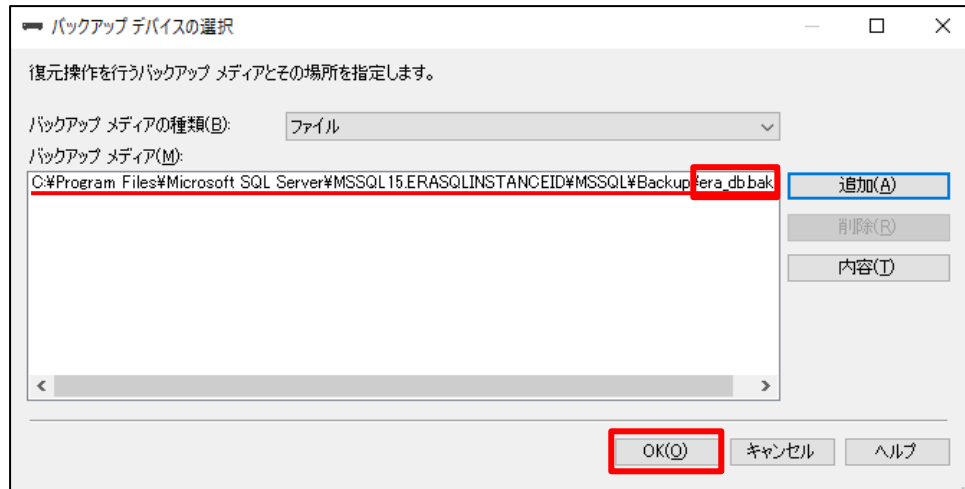 バックアップ デバイスの選択
復元操作を行うバックアップ メディアとその場所を指定します。
バックアップ メディアの種類(B):
ファイル
バックアップ メディア(M):
C:¥Program Files¥Microsoft SQL Server¥MSSQL15.ERASQLINSTANCEID¥MSSQL¥Backup¥era_db.bak
追加(A)
削除(R)
内容(T)
OK(O)
キャンセル
ヘルプ